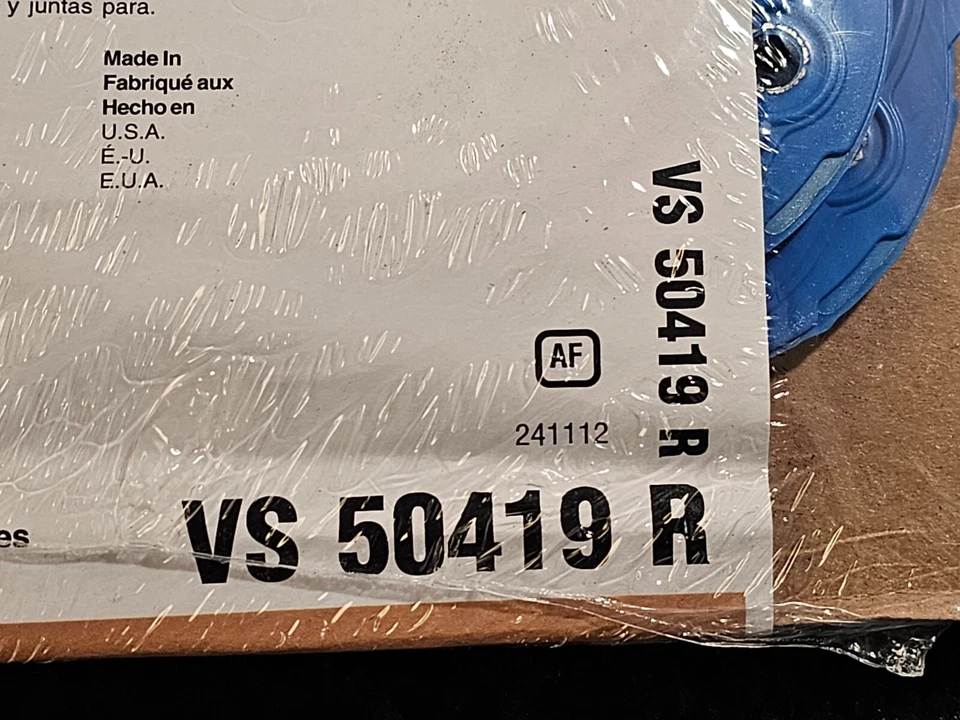 y juntas para.
Made In
Fabriqué aux
Hecho en
U.S.A.
É.-U.
E.U.A.
VS 50419 R
AF
241112
es
VS 50419 R